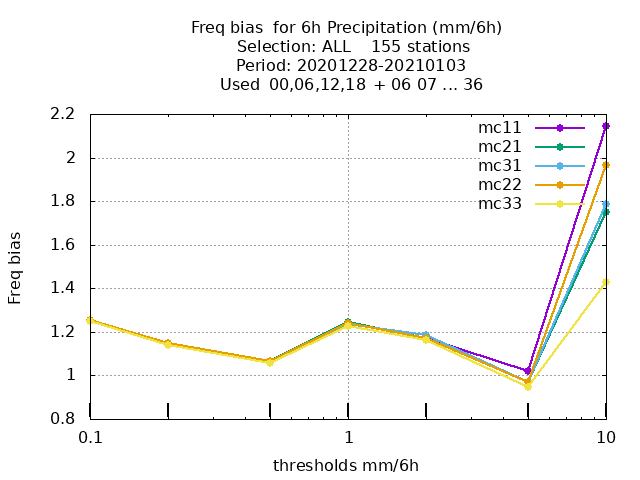 Freq bias  for 6h Precipitation (mm/6h)
Selection: ALL    155 stations
Period: 20201228-20210103
Used  00,06,12,18  + 06 07 ... 36
2.2
2
1.8
1.6
1.4
1.2
1
0.8
0.1
1
10
Freq bias
thresholds mm/6h
mc11
mc21
mc31
mc22
mc33